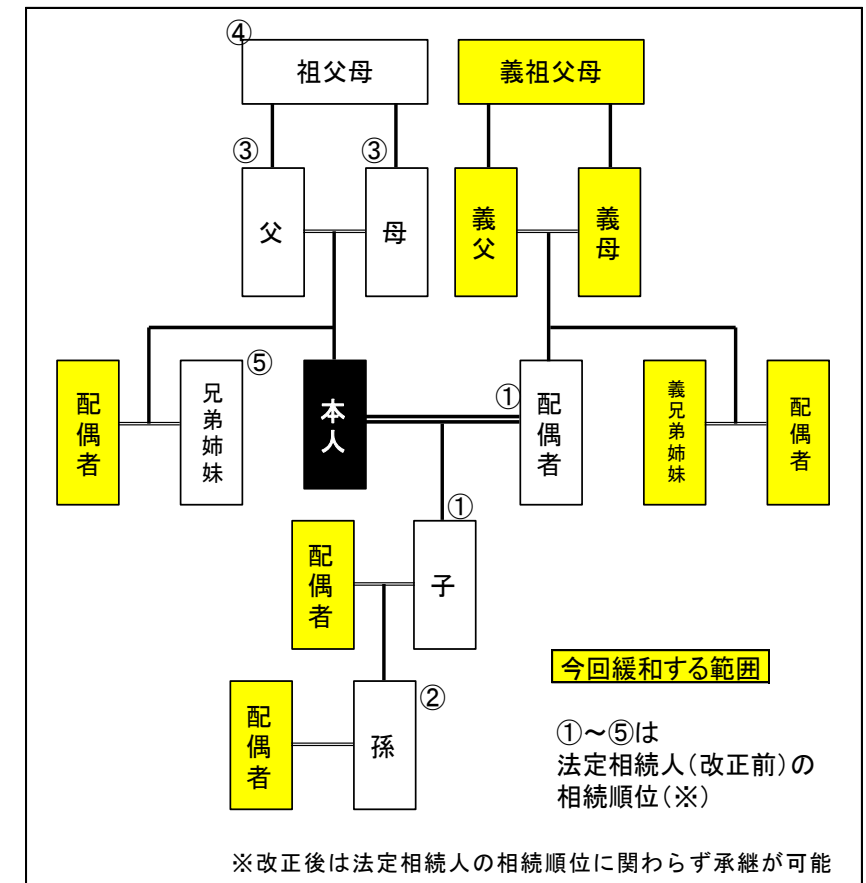 ④
祖父母
義祖父母
③
③
父
母
義父
義母
配偶者
兄弟姉妹
⑤
本人
①
配偶者
義兄弟姉妹
配偶者
①
配偶者
子
配偶者
孫
②
今回緩和する範囲
①～⑤は
法定相続人（改正前）の
相続順位（※）
※改正後は法定相続人の相続順位に関わらず承継が可能